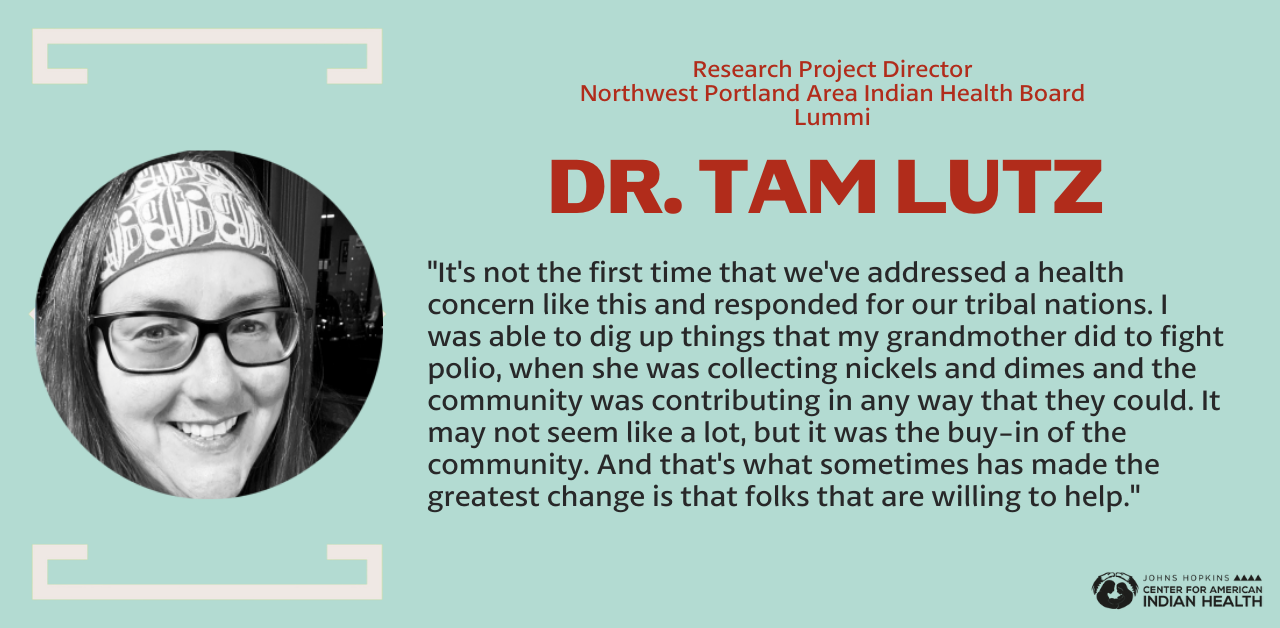 Research Project Director
Northwest Portland Area Indian Health Board
Lummi
DR. TAM LUTZ
"It's not the first time that we've addressed a health
concern like this and responded for our tribal nations. I
was able to dig up things that my grandmother did to fight
polio, when she was collecting nickels and dimes and the
community was contributing in any way that they could. It
may not seem like a lot, but it was the buy-in of the
community. And that's what sometimes has made the
greatest change is that folks that are willing to help."
JOHNS HOPKINS
CENTER FOR AMERICAN
INDIAN HEALTH